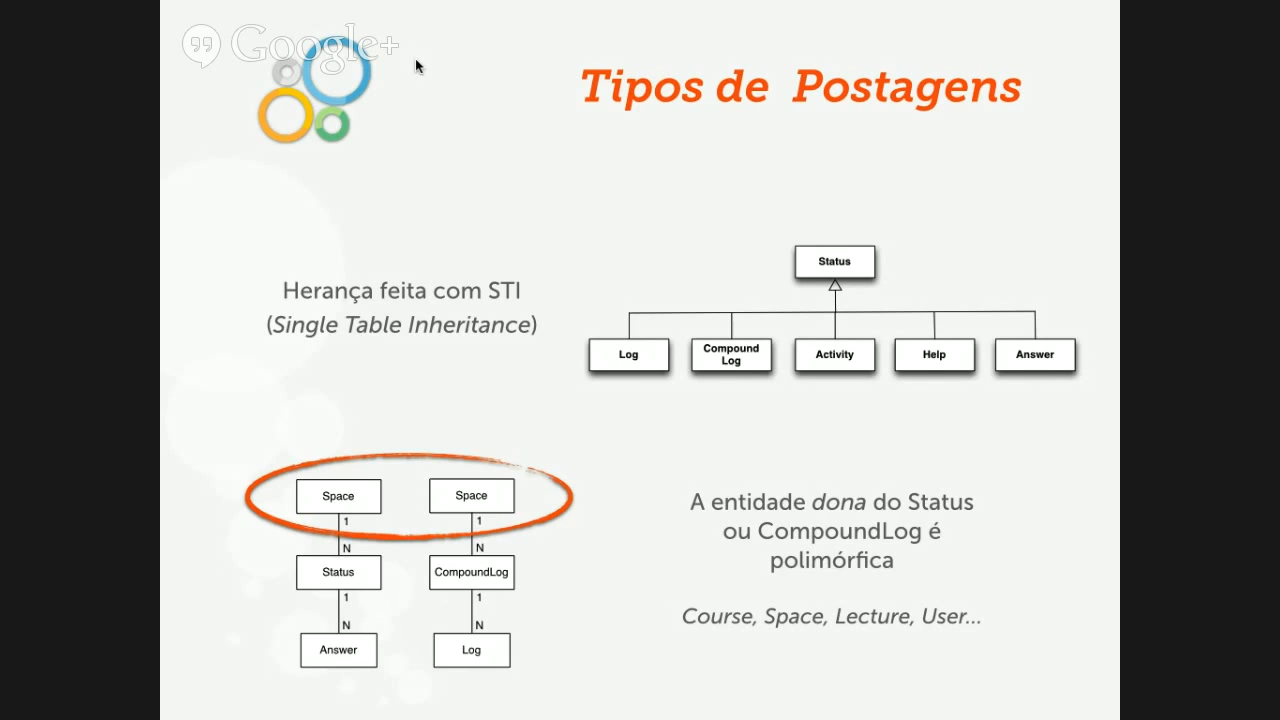 Google+
Tipos de Postagens
Status
Herança feita com STI
(Single Table Inheritance)
Log
Compound
Log
Activity
Help
Answer
Space
Space
1
1
N
N
Status
CompoundLog
1
1
N
N
Answer
Log
A entidade dona do Status
ou CompoundLog é
polimórfica
Course, Space, Lecture, User...